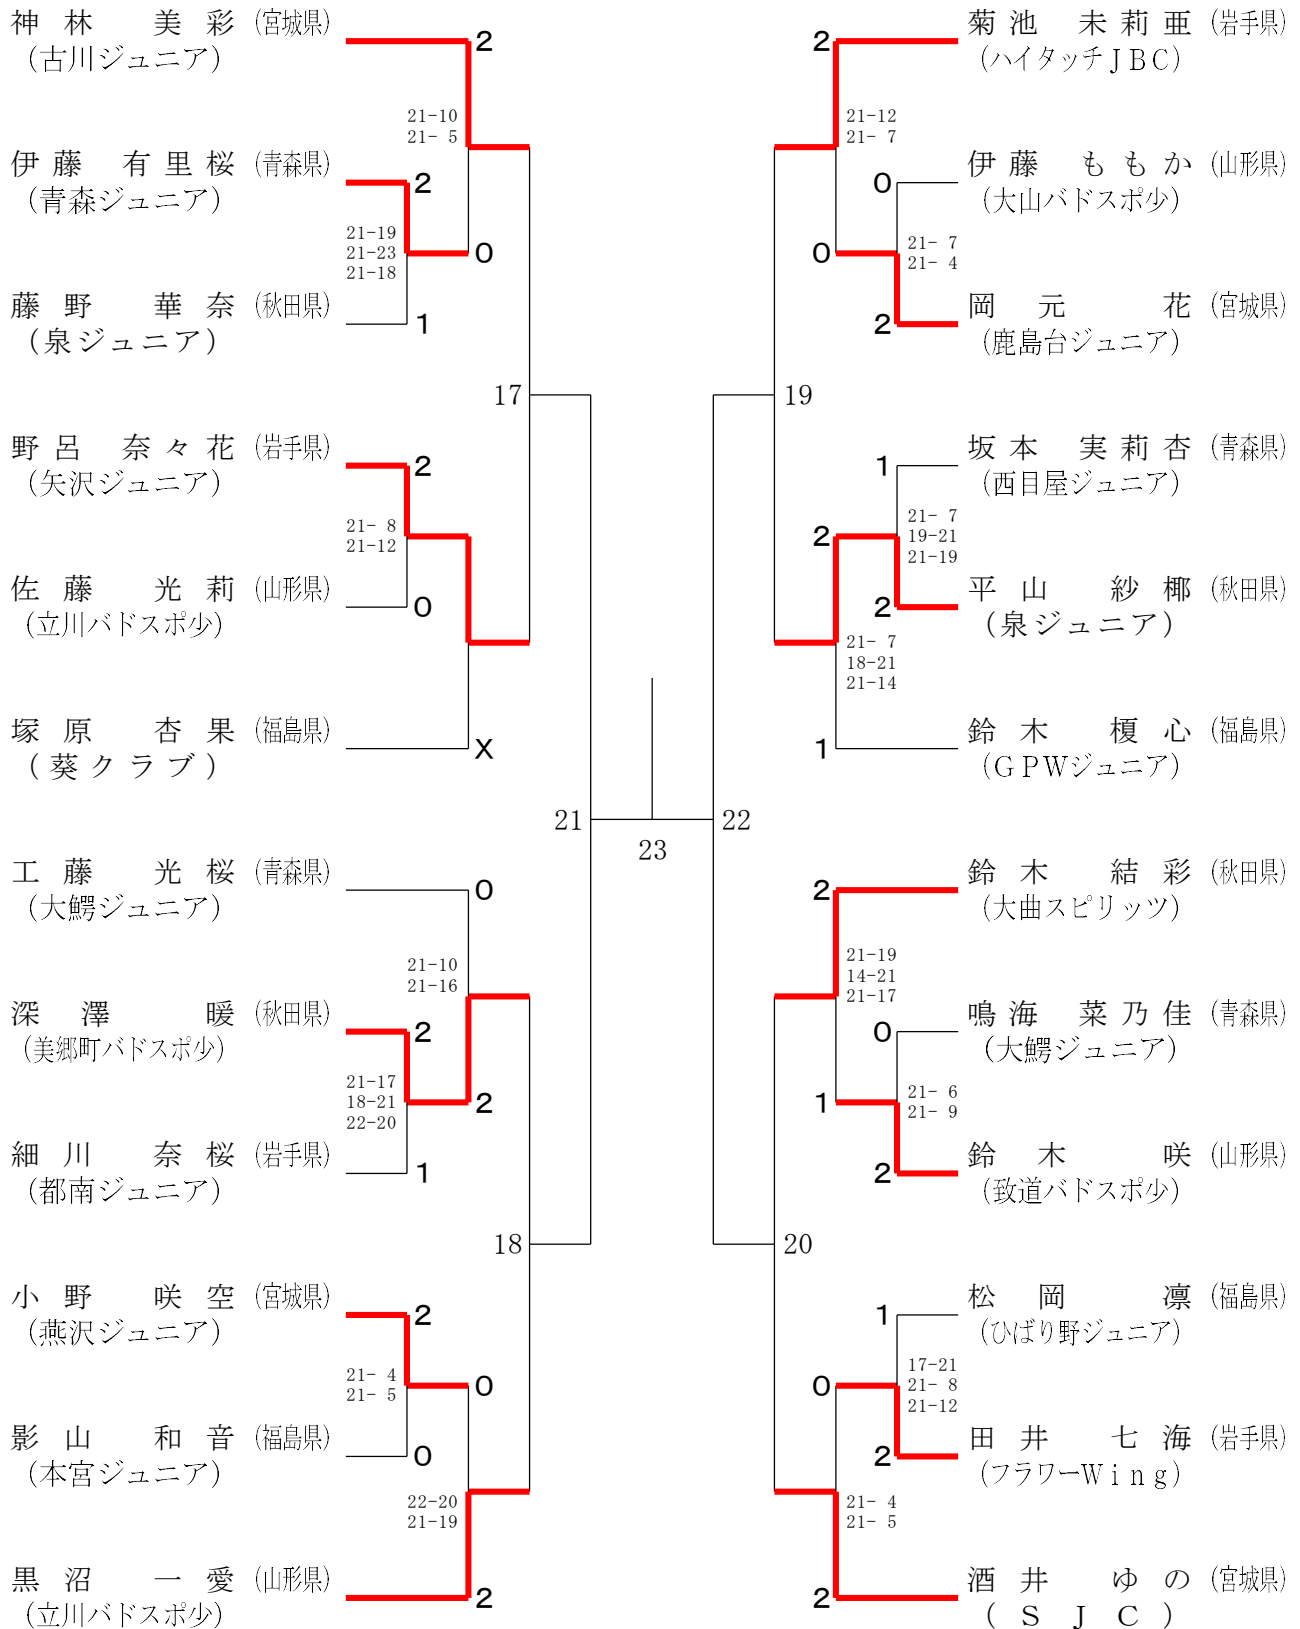 神林 美彩 (宮城県)
(古川ジュニア)
2
21-10
21- 5
伊藤 有里桜 (青森県)
(青森ジュニア)
2
21-19
21-23
21-18
0
藤野 華奈 (秋田県)
(泉ジュニア)
1
17
野呂 奈々花 (岩手県)
(矢沢ジュニア)
2
21- 8
21-12
佐藤 光莉 (山形県)
(立川バドスポ少)
0
塚原 杏果 (福島県)
(葵クラブ)
X
21
工藤 光桜 (青森県)
(大鰐ジュニア)
0
21-10
21-16
深澤 暖 (秋田県)
(美郷町バドスポ少)
2
21-17
18-21
22-20
2
細川 奈桜 (岩手県)
(都南ジュニア)
1
18
小野 咲空 (宮城県)
(燕沢ジュニア)
2
21- 4
21- 5
0
影山 和音 (福島県)
(本宮ジュニア)
0
22-20
21-19
黒沼 一愛 (山形県)
(立川バドスポ少)
2
23
2
菊池 未莉亜 (岩手県)
(ハイタッチJBC)
21-12
21- 7
0
伊藤 ももか (山形県)
(大山バドスポ少)
0
21- 7
21- 4
2
岡元 花 (宮城県)
(鹿島台ジュニア)
19
1
坂本 実莉杏 (青森県)
(西目屋ジュニア)
2
21- 7
19-21
21-19
2
平山 紗椰 (秋田県)
(泉ジュニア)
21- 7
18-21
21-14
1
鈴木 榎心 (福島県)
(GPWジュニア)
22
2
鈴木 結彩 (秋田県)
(大曲スピリッツ)
21-19
14-21
21-17
0
鳴海 菜乃佳 (青森県)
(大鰐ジュニア)
1
21- 6
21- 9
2
鈴木 咲 (山形県)
(致道バドスポ少)
20
1
松岡 凛 (福島県)
(ひばり野ジュニア)
0
17-21
21- 8
21-12
2
田井 七海 (岩手県)
(フラワーWing)
21- 4
21- 5
2
酒井 ゆの (宮城県)
(SJC)